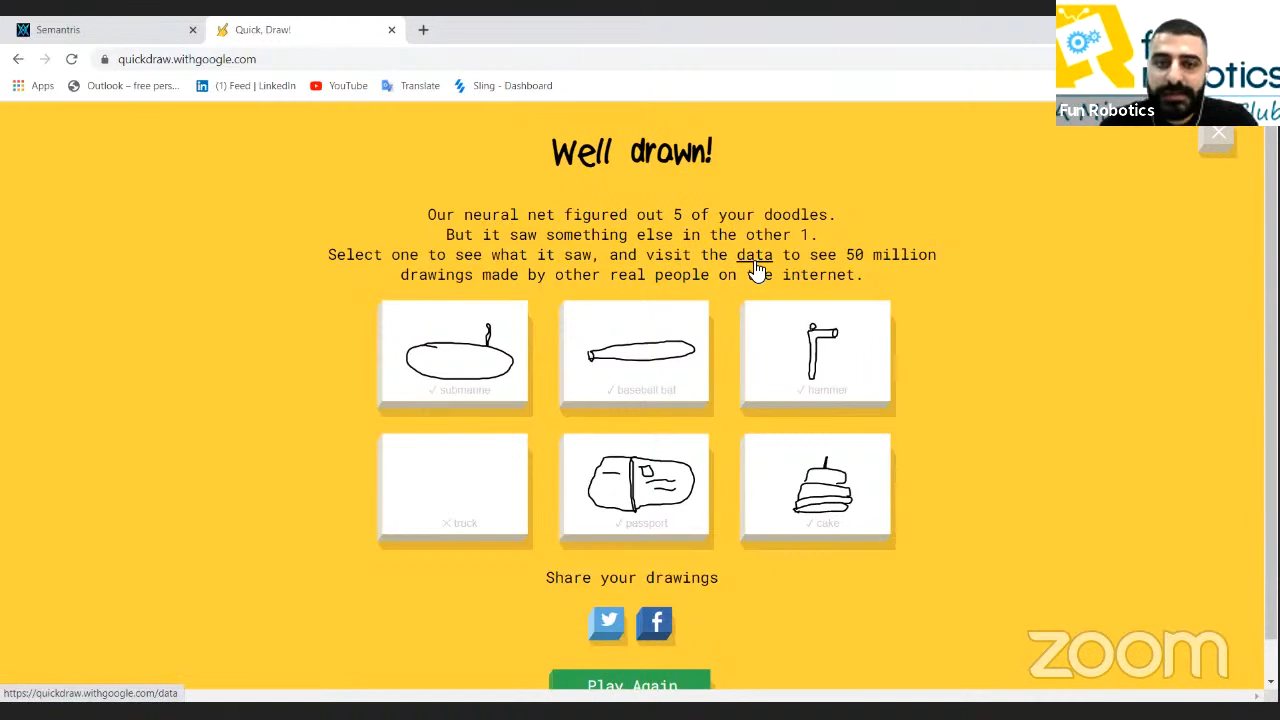 Semantris
Quick, Draw!
quickdraw.withgoogle.com
Apps
Outlook – free pers...
(1) Feed | LinkedIn
YouTube
Translate
Sling - Dashboard
Fun Robotics
Well drawn!
Our neural net figured out 5 of your doodles.
But it saw something else in the other 1.
Select one to see what it saw, and visit the data to see 50 million
drawings made by other real people on internet.
✓ submarine
✓ baseball bat
✓ hammer
✕ truck
✓ passport
✓ cake
Share your drawings
Play Again
zoom
https://quickdraw.withgoogle.com/data